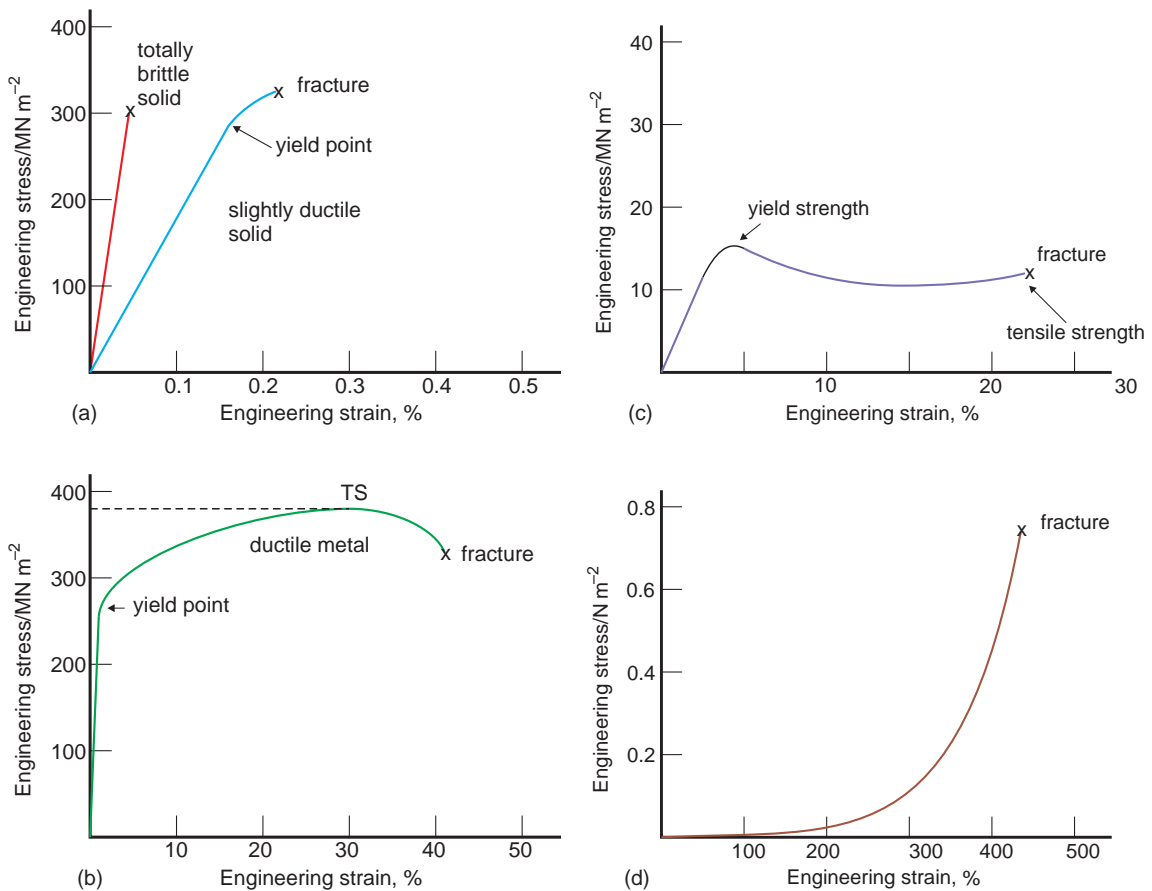 400
300
200
100
Engineering stress/MN m⁻²
totally
brittle
solid
x
x fracture
yield point
slightly ductile
solid
0.1 0.2 0.3 0.4 0.5
(a) Engineering strain, %
40
30
20
10
Engineering stress/MN m⁻²
yield strength
fracture
x
tensile strength
10 20 30
(c) Engineering strain, %
400
300
200
100
Engineering stress/MN m⁻²
TS
ductile metal
x fracture
yield point
10 20 30 40 50
(b) Engineering strain, %
0.8
0.6
0.4
0.2
Engineering stress/N m⁻²
x fracture
100 200 300 400 500
(d) Engineering strain, %